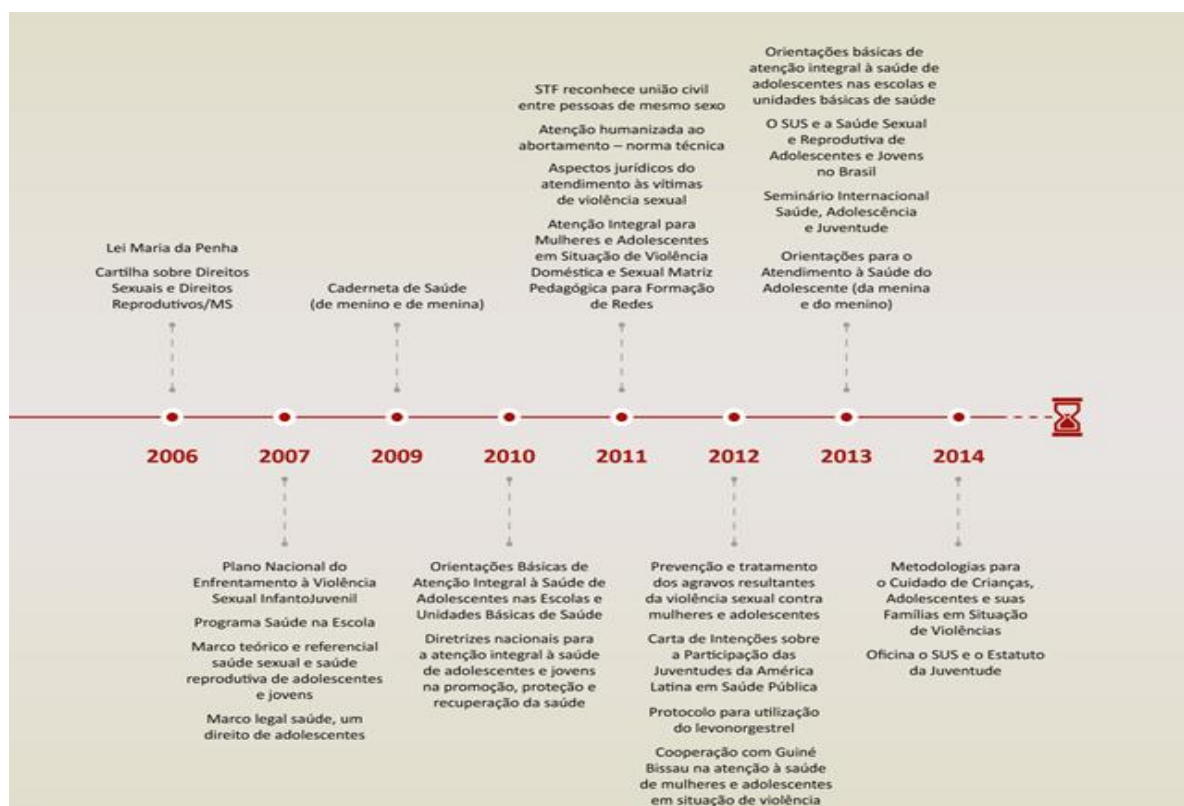 Lei Maria da Penha
Cartilha sobre Direitos
Sexuais e Direitos
Reprodutivos/MS
Caderneta de Saúde
(de menino e de menina)
STF reconhece união civil
entre pessoas de mesmo sexo
Atenção humanizada ao
abortamento – norma técnica
Aspectos jurídicos do
atendimento às vítimas
de violência sexual
Atenção Integral para
Mulheres e Adolescentes
em Situação de Violência
Doméstica e Sexual Matriz
Pedagógica para Formação
de Redes
Orientações básicas de
atenção integral à saúde de
adolescentes nas escolas e
unidades básicas de saúde
O SUS e a Saúde Sexual
e Reprodutiva de
Adolescentes e Jovens
no Brasil
Seminário Internacional
Saúde, Adolescência
e Juventude
Orientações para o
Atendimento à Saúde do
Adolescente (da menina
e do menino)
2006 2007 2009 2010 2011 2012 2013 2014
Plano Nacional do
Enfrentamento à Violência
Sexual InfantoJuvenil
Programa Saúde na Escola
Marco teórico e referencial
saúde sexual e saúde
reprodutiva de adolescentes
e jovens
Marco legal saúde, um
direito de adolescentes
Orientações Básicas de
Atenção Integral à Saúde de
Adolescentes nas Escolas e
Unidades Básicas de Saúde
Diretrizes nacionais para
a atenção integral à saúde
de adolescentes e jovens
na promoção, proteção e
recuperação da saúde
Prevenção e tratamento
dos agravos resultantes
da violência sexual contra
mulheres e adolescentes
Carta de Intenções sobre
a Participação das
Juventudes da América
Latina em Saúde Pública
Protocolo para utilização
do levonorgestrel
Cooperação com Guiné
Bissau na atenção à saúde
de mulheres e adolescentes
em situação de violência
Metodologias para
o Cuidado de Crianças,
Adolescentes e suas
Famílias em Situação
de Violências
Oficina o SUS e o Estatuto
da Juventude